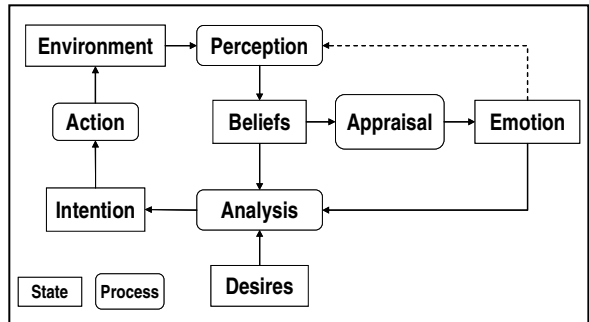 Environment
Perception
Action
Beliefs
Appraisal
Emotion
Intention
Analysis
Desires
State
Process